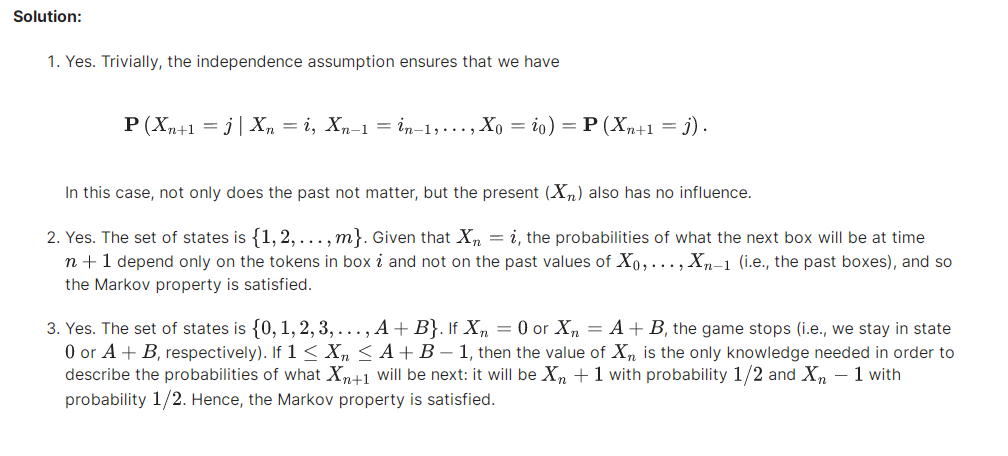 Solution:
1. Yes. Trivially, the independence assumption ensures that we have
P (Xₙ₊₁ = j | Xₙ = i, Xₙ₋₁ = iₙ₋₁, . . . , X₀ = i₀) = P (Xₙ₊₁ = j) .
In this case, not only does the past not matter, but the present (Xₙ) also has no influence.
2. Yes. The set of states is {1, 2, . . . , m}. Given that Xₙ = i, the probabilities of what the next box will be at time
n + 1 depend only on the tokens in box i and not on the past values of X₀, . . . , Xₙ₋₁ (i.e., the past boxes), and so
the Markov property is satisfied.
3. Yes. The set of states is {0, 1, 2, 3, . . . , A + B}. If Xₙ = 0 or Xₙ = A + B, the game stops (i.e., we stay in state
0 or A + B, respectively). If 1 ≤ Xₙ ≤ A + B − 1, then the value of Xₙ is the only knowledge needed in order to
describe the probabilities of what Xₙ₊₁ will be next: it will be Xₙ + 1 with probability 1/2 and Xₙ − 1 with
probability 1/2. Hence, the Markov property is satisfied.